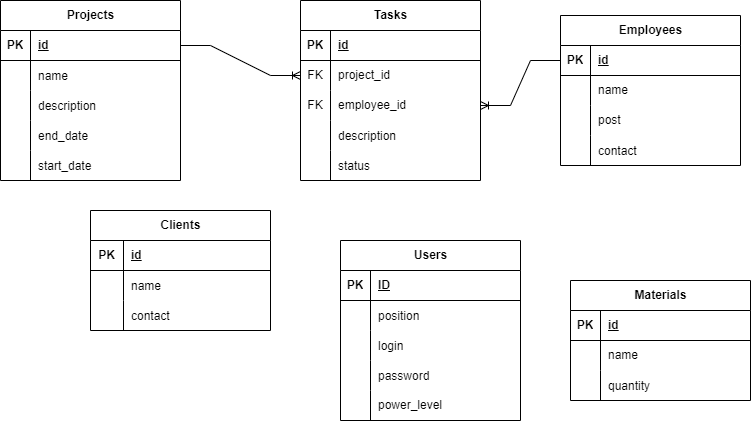 Projects
PK id
name
description
end_date
start_date
Tasks
PK id
FK project_id
FK employee_id
description
status
Employees
PK id
name
post
contact
Clients
PK id
name
contact
Users
PK ID
position
login
password
power_level
Materials
PK id
name
quantity